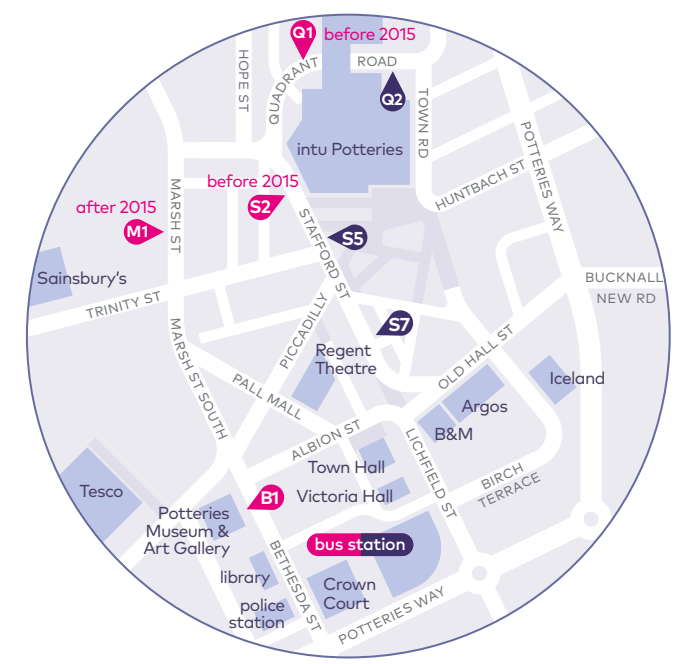 Q1
before 2015
HOPE ST
QUADRANT
ROAD
Q2
TOWN RD
intu Potteries
POTTERIES WAY
HUNTBACH ST
before 2015
S2
after 2015
M1
MARSH ST
STAFFORD ST
S5
Sainsbury's
TRINITY ST
BUCKNALL
NEW RD
PICCADILLY
S7
MARSH ST SOUTH
Regent
Theatre
OLD HALL ST
PALL MALL
Iceland
Argos
B&M
ALBION ST
LICHFIELD ST
Town Hall
BIRCH
TERRACE
Tesco
B1
Victoria Hall
Potteries
Museum &
Art Gallery
bus station
BETHESDA ST
library
Crown
Court
police
station
POTTERIES WAY